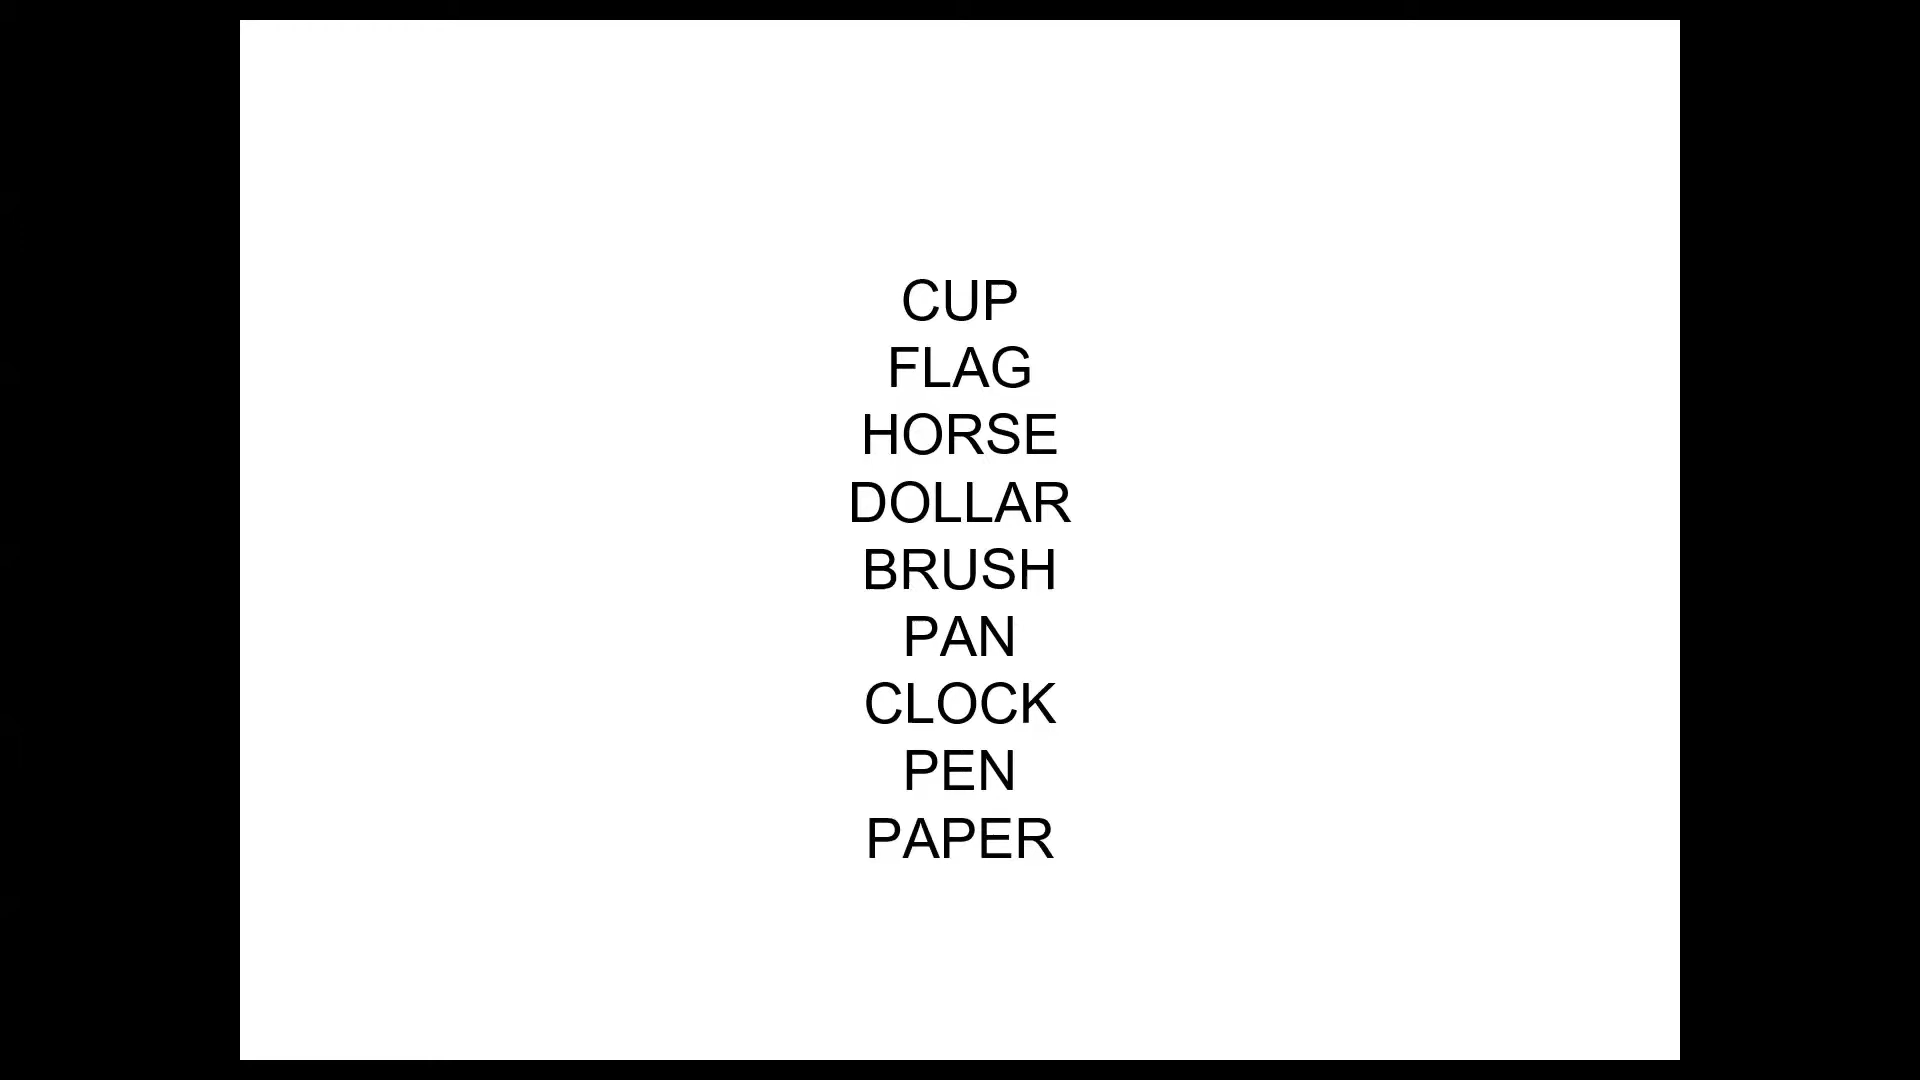 CUP
FLAG
HORSE
DOLLAR
BRUSH
PAN
CLOCK
PEN
PAPER